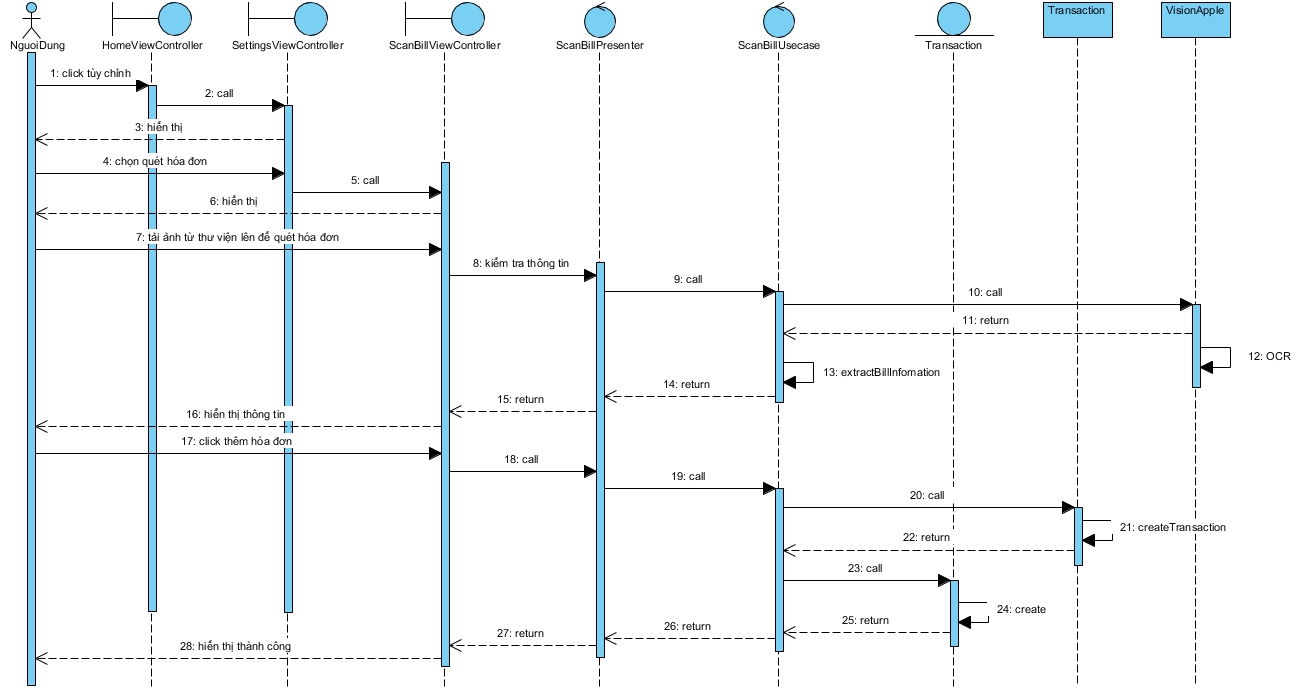 NguoiDung
HomeViewController
SettingsViewController
ScanBillViewController
ScanBillPresenter
ScanBillUsecase
Transaction
Transaction
VisionApple
1: click tùy chỉnh
2: call
3: hiển thị
4: chọn quét hóa đơn
5: call
6: hiển thị
7: tải ảnh từ thư viện lên để quét hóa đơn
8: kiểm tra thông tin
9: call
10: call
11: return
12: OCR
13: extractBillInfomation
14: return
15: return
16: hiển thị thông tin
17: click thêm hóa đơn
18: call
19: call
20: call
21: createTransaction
22: return
23: call
24: create
25: return
26: return
27: return
28: hiển thị thành công